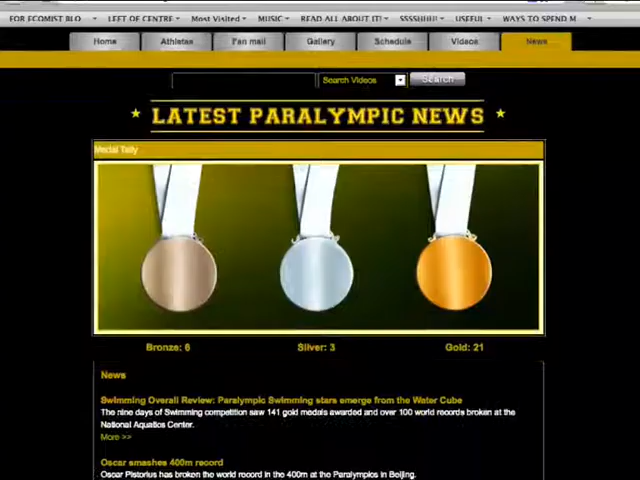 FOR ECOMIST BLO LEFT OF CENTRE Most Visited MUSIC READ ALL ABOUT IT! SSSSUUU! USEFUL WAYS TO SPEND M
Home Athletes Fan mail Gallery Schedule Videos News
Search Videos Search
LATEST PARALYMPIC NEWS
Medal Tally
Bronze: 6 Silver: 3 Gold: 21
News
Swimming Overall Review: Paralympic Swimming stars emerge from the Water Cube
The nine days of Swimming competition saw 141 gold medals awarded and over 100 world records broken at the
National Aquatics Center.
More >>
Oscar smashes 400m record
Oscar Pistorius has broken the world record in the 400m at the Paralympics in Beijing.